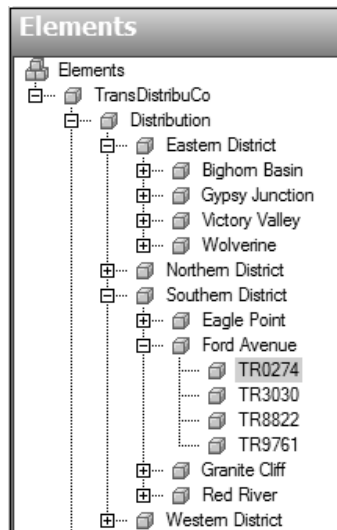 Elements
Elements
TransDistribuCo
Distribution
Eastern District
Bighorn Basin
Gypsy Junction
Victory Valley
Wolverine
Northern District
Southern District
Eagle Point
Ford Avenue
TR0274
TR3030
TR8822
TR9761
Granite Cliff
Red River
Western District